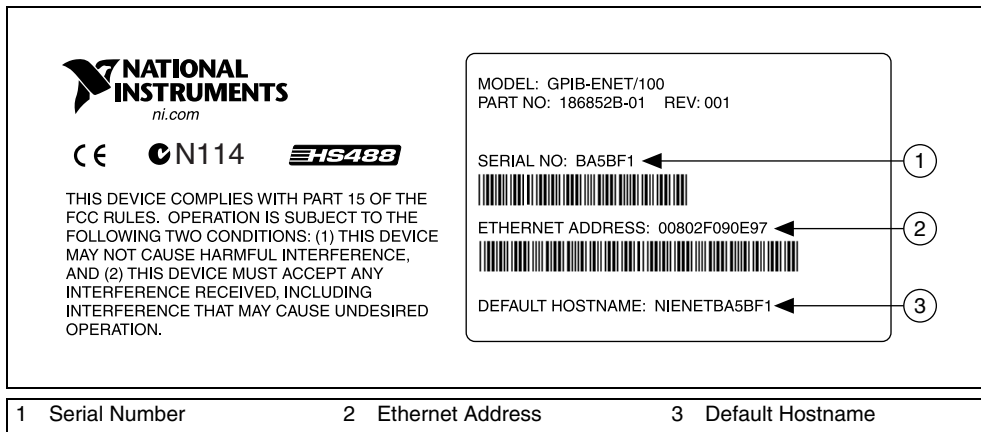 NATIONAL
INSTRUMENTS
ni.com
CE N114 HS488
THIS DEVICE COMPLIES WITH PART 15 OF THE
FCC RULES. OPERATION IS SUBJECT TO THE
FOLLOWING TWO CONDITIONS: (1) THIS DEVICE
MAY NOT CAUSE HARMFUL INTERFERENCE,
AND (2) THIS DEVICE MUST ACCEPT ANY
INTERFERENCE RECEIVED, INCLUDING
INTERFERENCE THAT MAY CAUSE UNDESIRED
OPERATION.
MODEL: GPIB-ENET/100
PART NO: 186852B-01 REV: 001
SERIAL NO: BA5BF1 1
ETHERNET ADDRESS: 00802F090E97 2
DEFAULT HOSTNAME: NIENETBA5BF1 3
1 Serial Number 2 Ethernet Address 3 Default Hostname